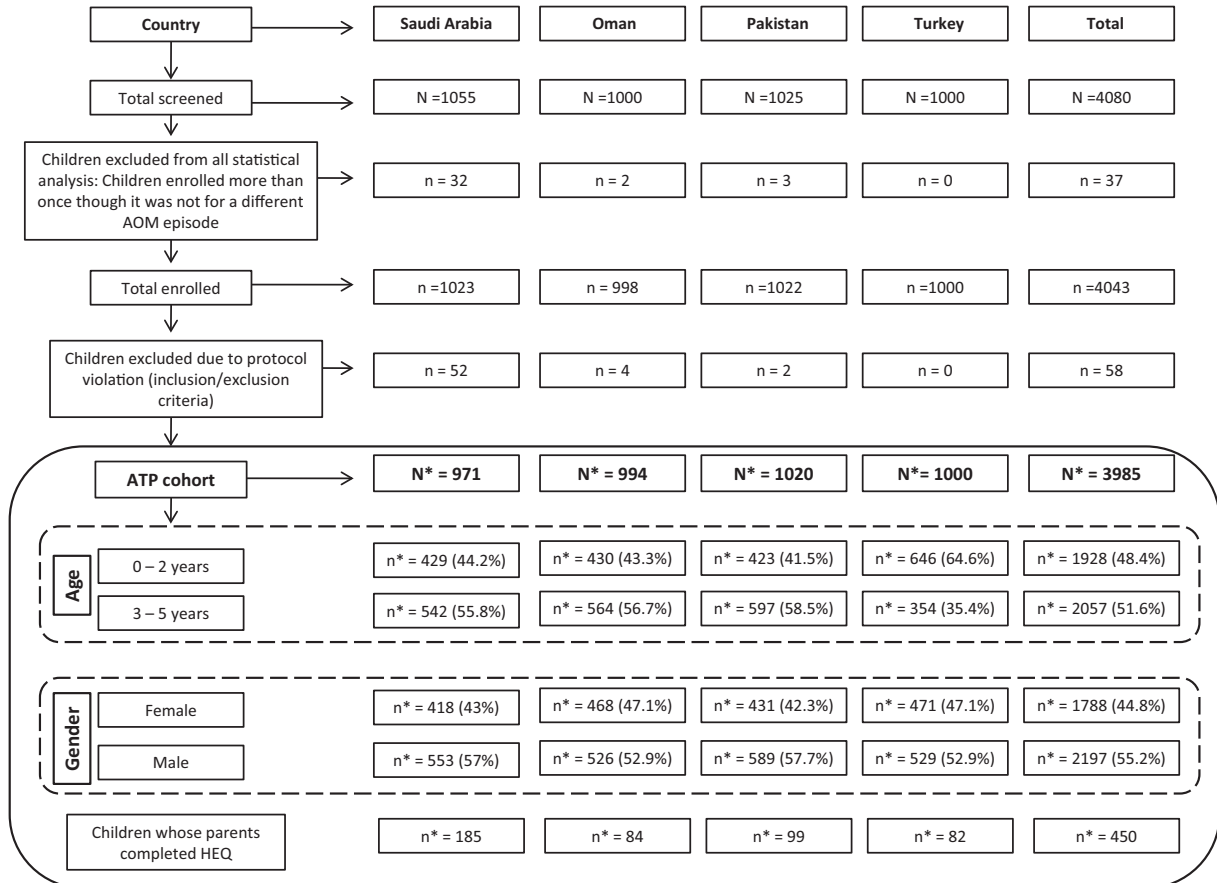 Country
Saudi Arabia
Oman
Pakistan
Turkey
Total
Total screened
N =1055
N =1000
N =1025
N =1000
N =4080
Children excluded from all statistical
analysis: Children enrolled more than
once though it was not for a different
AOM episode
n = 32
n = 2
n = 3
n = 0
n = 37
Total enrolled
n =1023
n = 998
n =1022
n =1000
n =4043
Children excluded due to protocol
violation (inclusion/exclusion
criteria)
n = 52
n = 4
n = 2
n = 0
n = 58
ATP cohort
N* = 971
N* = 994
N* = 1020
N*= 1000
N* = 3985
Age
0 – 2 years
n* = 429 (44.2%)
n* = 430 (43.3%)
n* = 423 (41.5%)
n* = 646 (64.6%)
n* = 1928 (48.4%)
3 – 5 years
n* = 542 (55.8%)
n* = 564 (56.7%)
n* = 597 (58.5%)
n* = 354 (35.4%)
n* = 2057 (51.6%)
Gender
Female
n* = 418 (43%)
n* = 468 (47.1%)
n* = 431 (42.3%)
n* = 471 (47.1%)
n* = 1788 (44.8%)
Male
n* = 553 (57%)
n* = 526 (52.9%)
n* = 589 (57.7%)
n* = 529 (52.9%)
n* = 2197 (55.2%)
Children whose parents
completed HEQ
n* = 185
n* = 84
n* = 99
n* = 82
n* = 450